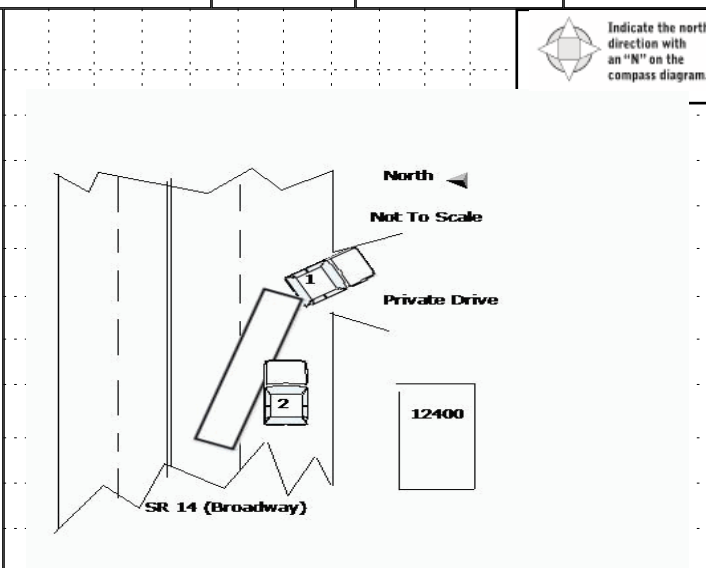 Indicate the north
direction with
an "N" on the
compass diagram.
North
Not To Scale
1
Private Drive
2
12400
SR 14 (Broadway)